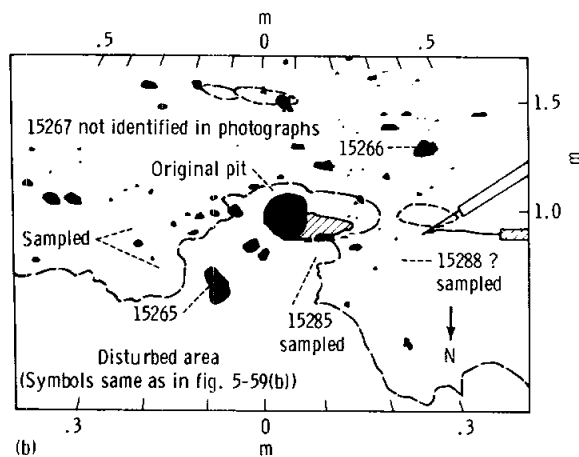 m
.5 0 .5
1.5
15267 not identified in photographs
15266
m
Original pit
1.0
Sampled
15288 ?
sampled
15265
15285
sampled
N
Disturbed area
(Symbols same as in fig. 5-59(b))
(b)
.3 0 .3
m